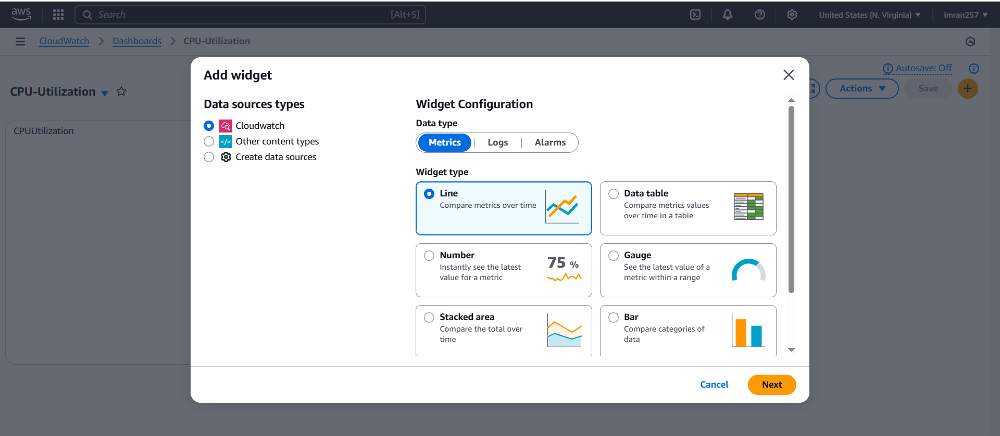 aws
Search
[Alt+S]
United States (N. Virginia)
imran257
CloudWatch
Dashboards
CPU-Utilization
Autosave: Off
CPU-Utilization
Actions
Save
CPUUtilization
Add widget
Data sources types
Cloudwatch
</> Other content types
Create data sources
Widget Configuration
Data type
Metrics
Logs
Alarms
Widget type
Line
Compare metrics over time
Data table
Compare metrics values
over time in a table
Number
Instantly see the latest
value for a metric
75 %
Gauge
See the latest value of a
metric within a range
Stacked area
Compare the total over
time
Bar
Compare categories of
data
Cancel
Next